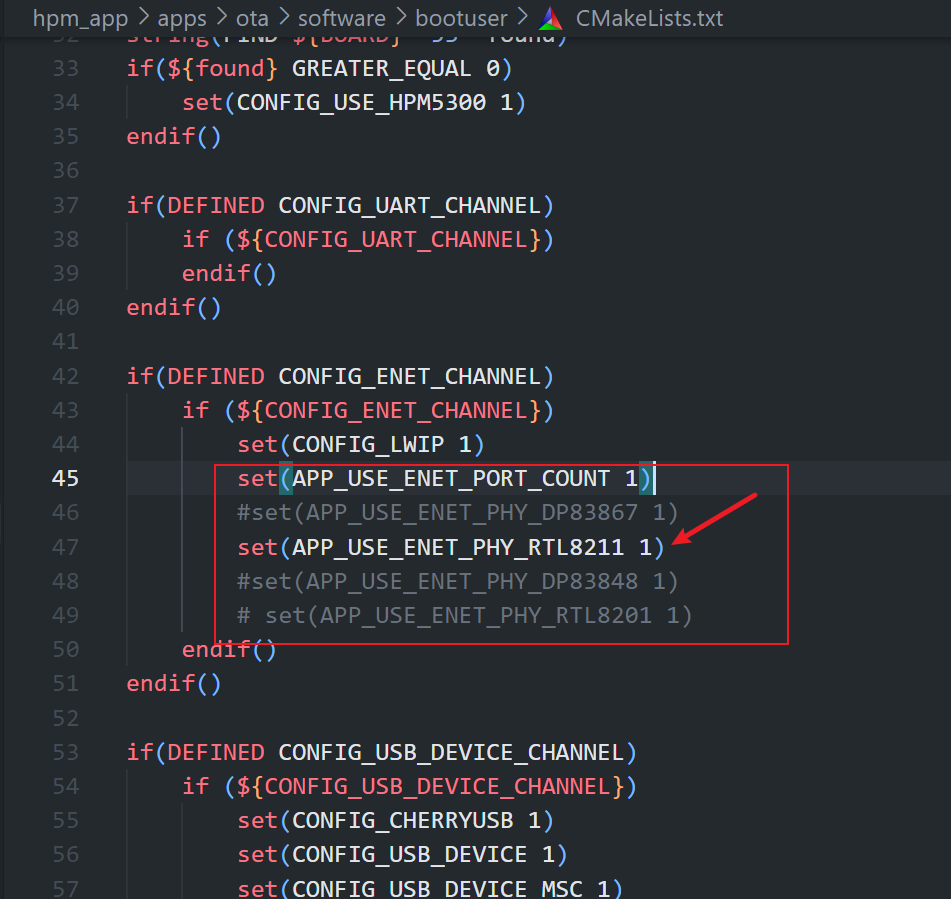 hpm_app > apps > ota > software > bootuser > CMakeLists.txt
33 if(${found} GREATER_EQUAL 0)
34     set(CONFIG_USE_HPM5300 1)
35 endif()
36
37 if(DEFINED CONFIG_UART_CHANNEL)
38     if (${CONFIG_UART_CHANNEL})
39     endif()
40 endif()
41
42 if(DEFINED CONFIG_ENET_CHANNEL)
43     if (${CONFIG_ENET_CHANNEL})
44         set(CONFIG_LWIP 1)
45         set(APP_USE_ENET_PORT_COUNT 1)
46         #set(APP_USE_ENET_PHY_DP83867 1)
47         set(APP_USE_ENET_PHY_RTL8211 1)
48         #set(APP_USE_ENET_PHY_DP83848 1)
49         # set(APP_USE_ENET_PHY_RTL8201 1)
50     endif()
51 endif()
52
53 if(DEFINED CONFIG_USB_DEVICE_CHANNEL)
54     if (${CONFIG_USB_DEVICE_CHANNEL})
55         set(CONFIG_CHERRYUSB 1)
56         set(CONFIG_USB_DEVICE 1)
57         set(CONFIG_USB_DEVICE_MSC 1)